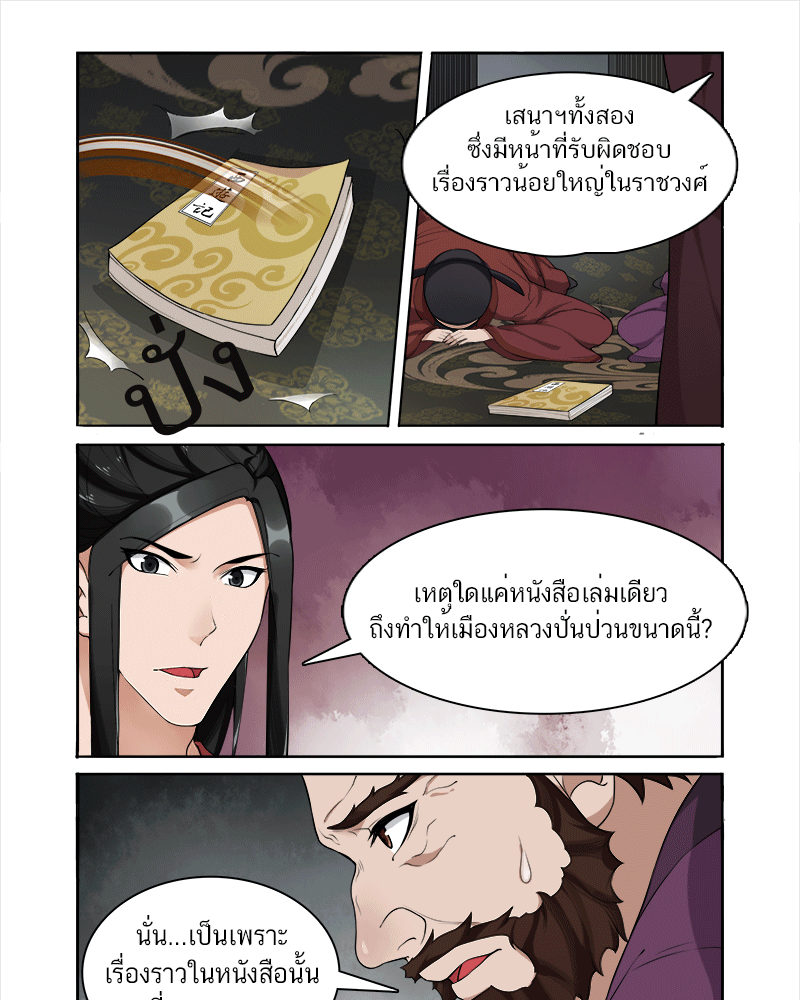 西
遊
记
ปั่ง
เสนาฯทั้งสอง
ซึ่งมีหน้าที่รับผิดชอบ
เรื่องราวน้อยใหญ่ในราชวงศ์
เหตุใดแค่หนังสือเล่มเดียว
ถึงทำให้เมืองหลวงปั่นป่วนขนาดนี้?
นั่น...เป็นเพราะ
เรื่องราวในหนังสือนั้น